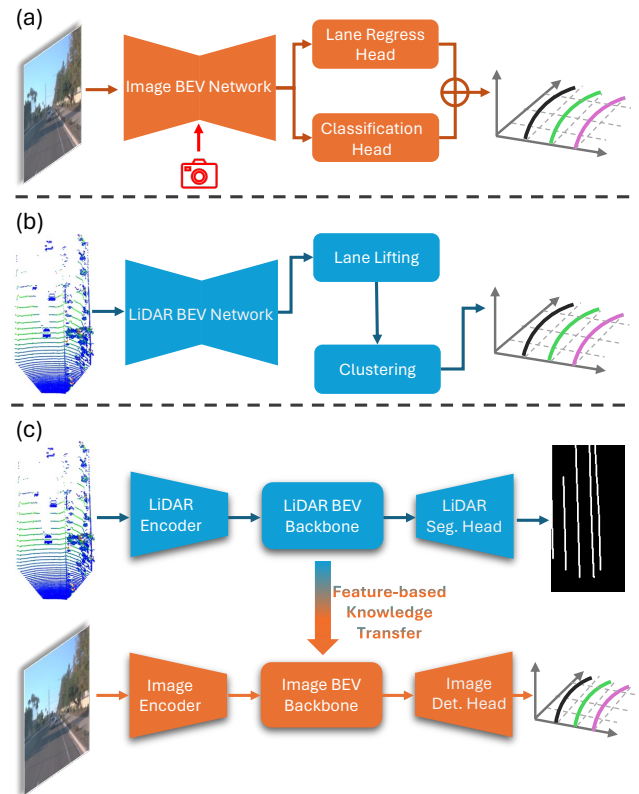 (a)
Lane Regress
Head
Image BEV Network
Classification
Head
(b)
Lane Lifting
LiDAR BEV Network
Clustering
(c)
LiDAR
Encoder
LiDAR BEV
Backbone
LiDAR
Seg. Head
Feature-based
Knowledge
Transfer
Image
Encoder
Image BEV
Backbone
Image
Det. Head